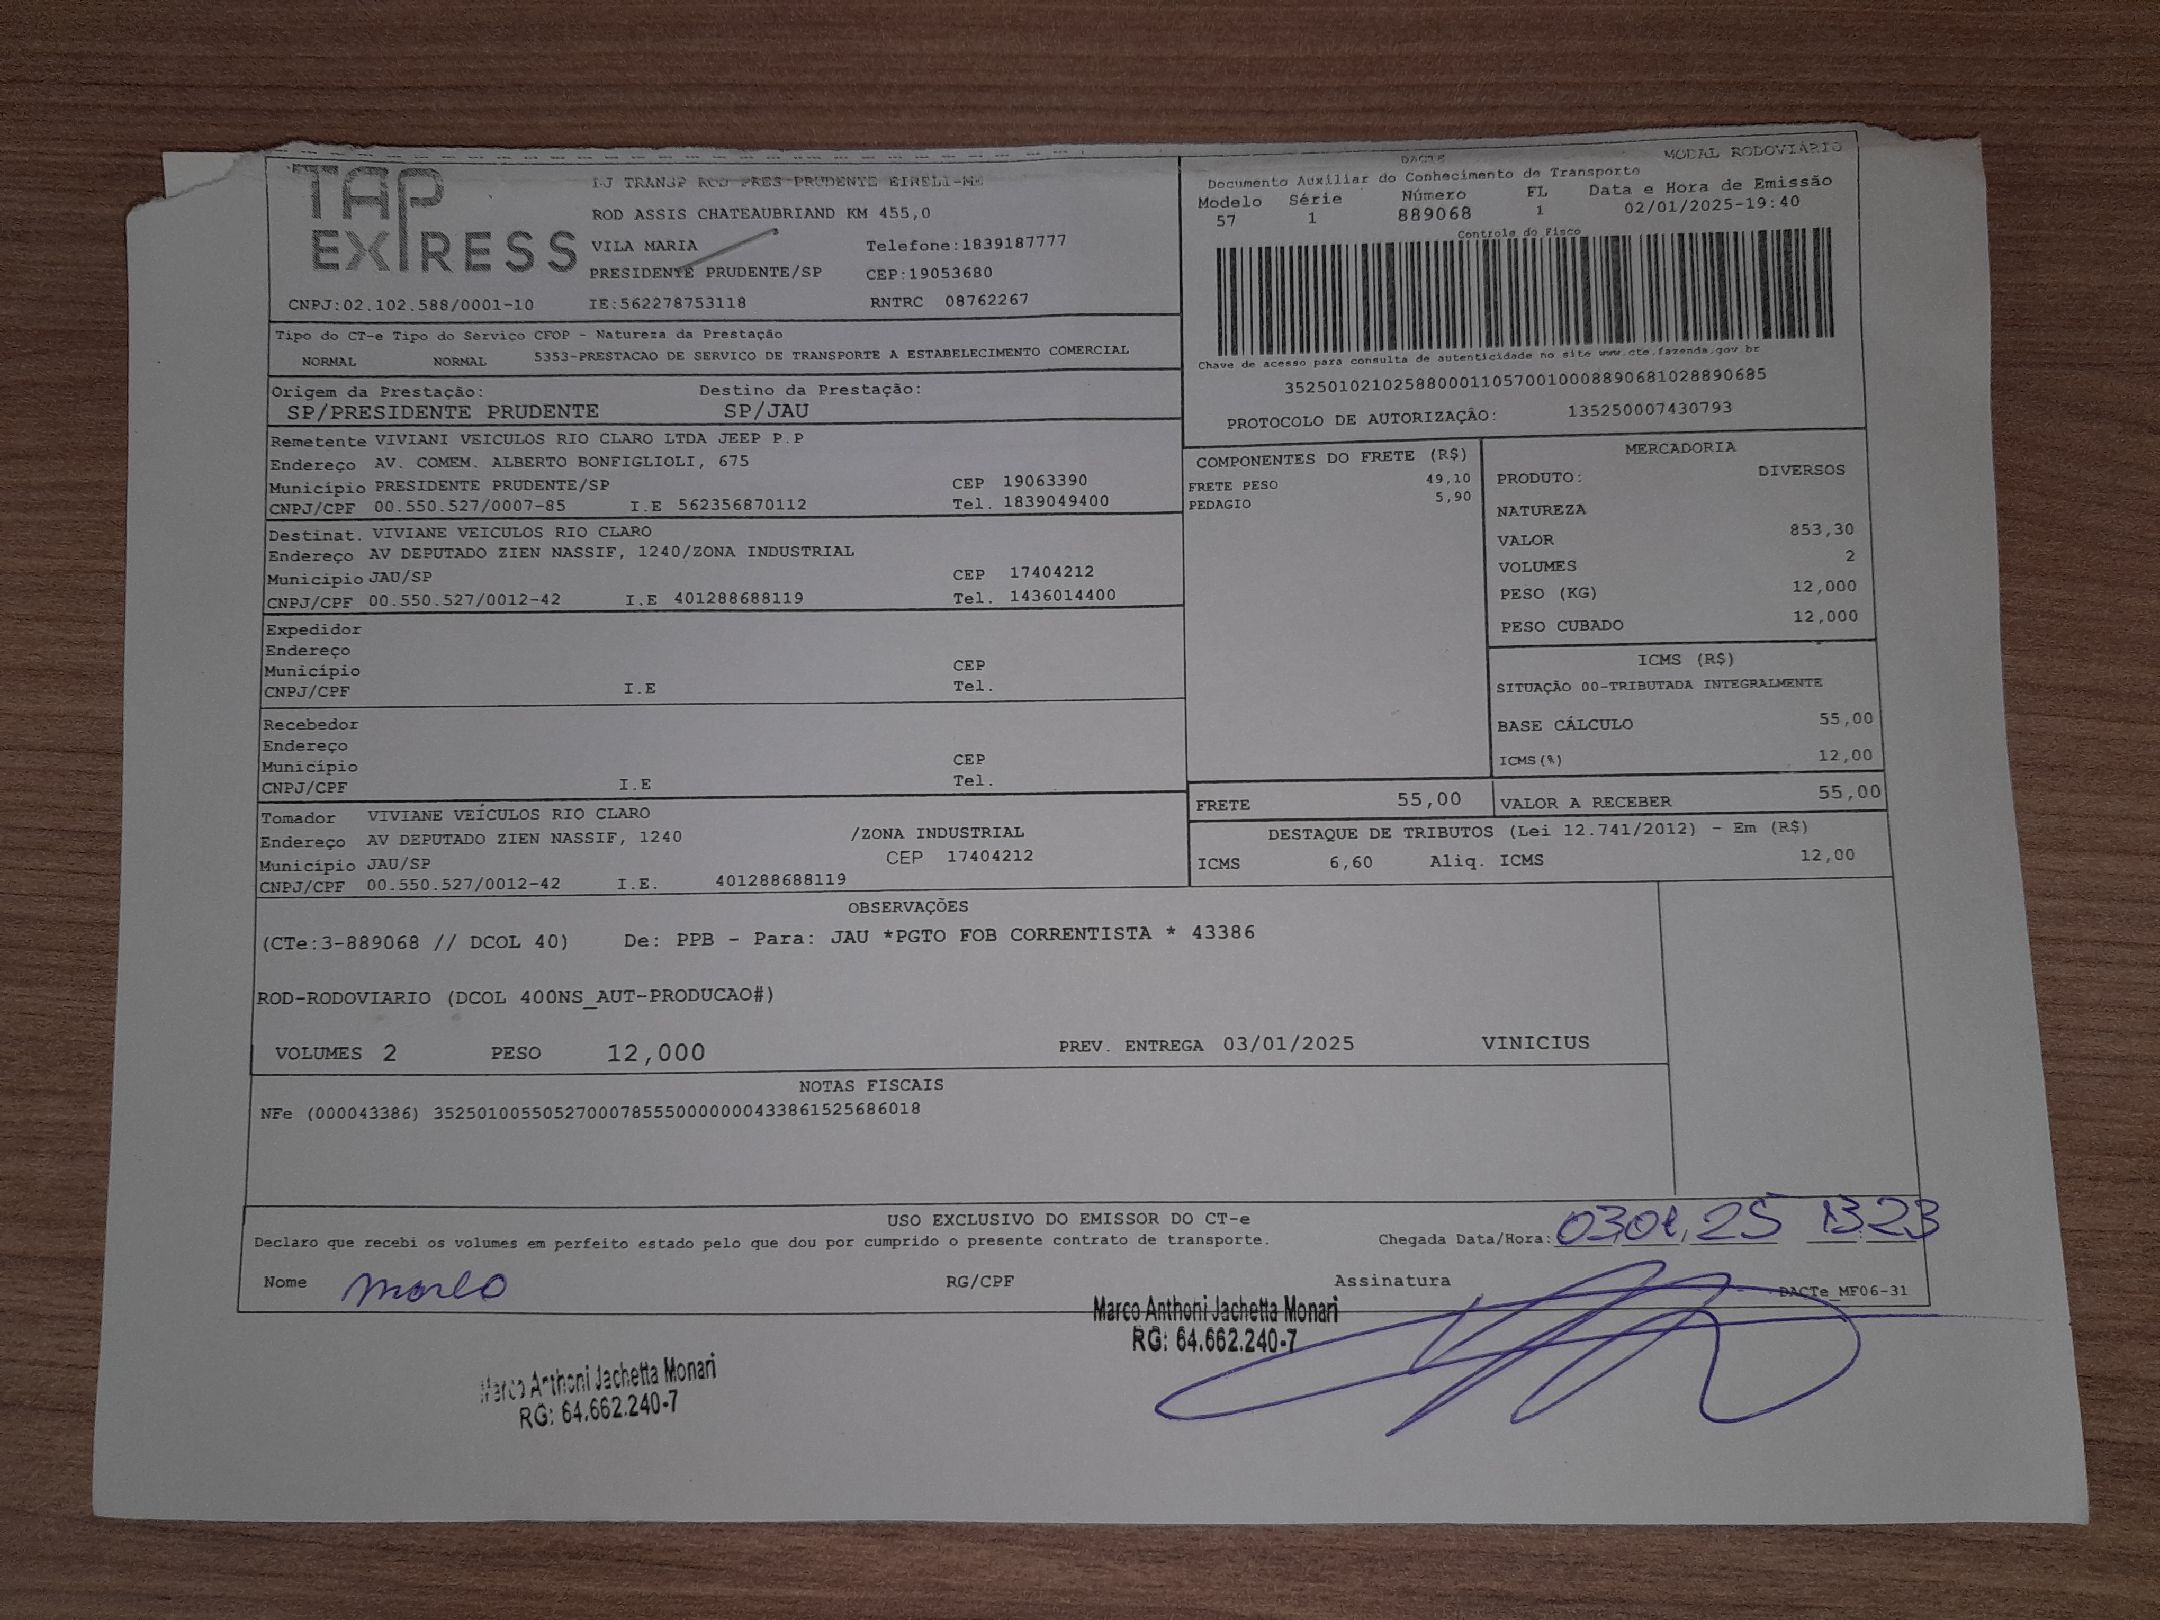 TAP EXPRESS
LJ TRANSP ROD PRES PRUDENTE EIRELI-ME
ROD ASSIS CHATEAUBRIAND KM 455,0
VILA MARIA Telefone:1839187777
PRESIDENTE PRUDENTE/SP CEP:19053680
CNPJ:02.102.588/0001-10 IE:562278753118 RNTRC 08762267
DACTE MODAL RODOVIÁRIO
Documento Auxiliar do Conhecimento de Transporte
Modelo Série Número FL Data e Hora de Emissão
57 1 889068 1 02/01/2025-19:40
Controle do Fisco
Chave de acesso para consulta de autenticidade no site www.cte.fazenda.gov.br
35250102102588000110570010008890681028890685
PROTOCOLO DE AUTORIZAÇÃO: 135250007430793
Tipo do CT-e Tipo do Serviço CFOP - Natureza da Prestação
NORMAL NORMAL 5353-PRESTACAO DE SERVICO DE TRANSPORTE A ESTABELECIMENTO COMERCIAL
Origem da Prestação: Destino da Prestação:
SP/PRESIDENTE PRUDENTE SP/JAU
Remetente VIVIANI VEICULOS RIO CLARO LTDA JEEP P.P
Endereço AV. COMEM. ALBERTO BONFIGLIOLI, 675
Município PRESIDENTE PRUDENTE/SP CEP 19063390
CNPJ/CPF 00.550.527/0007-85 I.E 562356870112 Tel. 1839049400
Destinat. VIVIANE VEICULOS RIO CLARO
Endereço AV DEPUTADO ZIEN NASSIF, 1240/ZONA INDUSTRIAL
Município JAU/SP CEP 17404212
CNPJ/CPF 00.550.527/0012-42 I.E 401288688119 Tel. 1436014400
Expedidor
Endereço
Município CEP
CNPJ/CPF I.E Tel.
Recebedor
Endereço
Município CEP
CNPJ/CPF I.E Tel.
Tomador VIVIANE VEÍCULOS RIO CLARO
Endereço AV DEPUTADO ZIEN NASSIF, 1240 /ZONA INDUSTRIAL
Município JAU/SP CEP 17404212
CNPJ/CPF 00.550.527/0012-42 I.E. 401288688119
COMPONENTES DO FRETE (R$)
FRETE PESO 49,10
PEDAGIO 5,90
MERCADORIA
PRODUTO: DIVERSOS
NATUREZA
VALOR 853,30
VOLUMES 2
PESO (KG) 12,000
PESO CUBADO 12,000
ICMS (R$)
SITUAÇÃO 00-TRIBUTADA INTEGRALMENTE
BASE CÁLCULO 55,00
ICMS(%) 12,00
FRETE 55,00 VALOR A RECEBER 55,00
DESTAQUE DE TRIBUTOS (Lei 12.741/2012) - Em (R$)
ICMS 6,60 Aliq. ICMS 12,00
OBSERVAÇÕES
(CTe:3-889068 // DCOL 40) De: PPB - Para: JAU *PGTO FOB CORRENTISTA * 43386
ROD-RODOVIARIO (DCOL 400NS_AUT-PRODUCAO#)
VOLUMES 2 PESO 12,000 PREV. ENTREGA 03/01/2025 VINICIUS
NOTAS FISCAIS
NFe (000043386) 35250100550527000785550000000433861525686018
USO EXCLUSIVO DO EMISSOR DO CT-e
Declaro que recebi os volumes em perfeito estado pelo que dou por cumprido o presente contrato de transporte. Chegada Data/Hora: 03,01,25 13 23
Nome Marco RG/CPF Assinatura DACTe_MF06-31
Marco Anthoni Jachetta Monari
RG: 64.662.240-7
Marco Anthoni Jachetta Monari
RG: 64.662.240-7